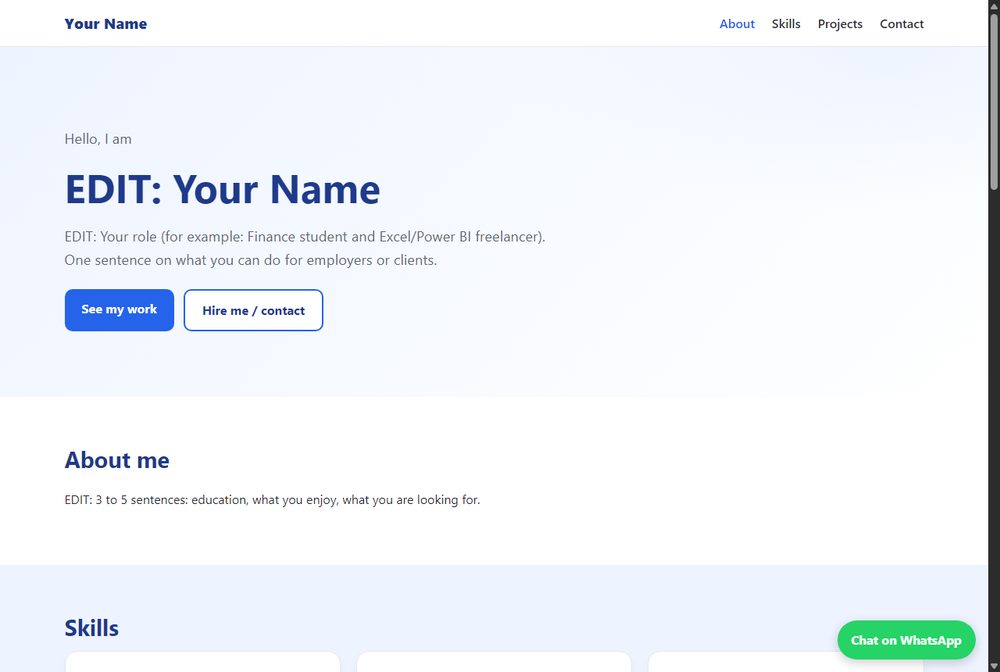 Your Name
About Skills Projects Contact
Hello, I am
EDIT: Your Name
EDIT: Your role (for example: Finance student and Excel/Power BI freelancer).
One sentence on what you can do for employers or clients.
See my work
Hire me / contact
About me
EDIT: 3 to 5 sentences: education, what you enjoy, what you are looking for.
Skills
Chat on WhatsApp